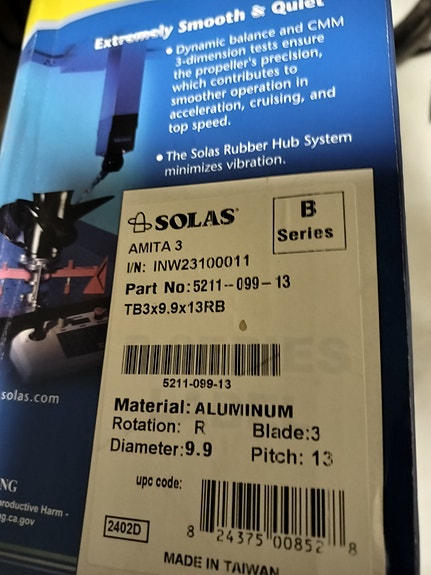 Extremely Smooth & Quiet
• Dynamic balance and CMM
3-dimension tests ensure
the propeller's precision,
which contributes to
smoother operation in
acceleration, cruising, and
top speed.
• The Solas Rubber Hub System
minimizes vibration.
SOLAS®
B
Series
AMITA 3
I/N: INW23100011
Part No:5211--099-13
TB3x9.9x13RB
5211-099-13
solas.com
Material: ALUMINUM
Rotation: R Blade:3
Diameter:9.9 Pitch: 13
upc code:
NG
productive Harm -
g.ca.gov
2402D
8 24375 00852 8
MADE IN TAIWAN